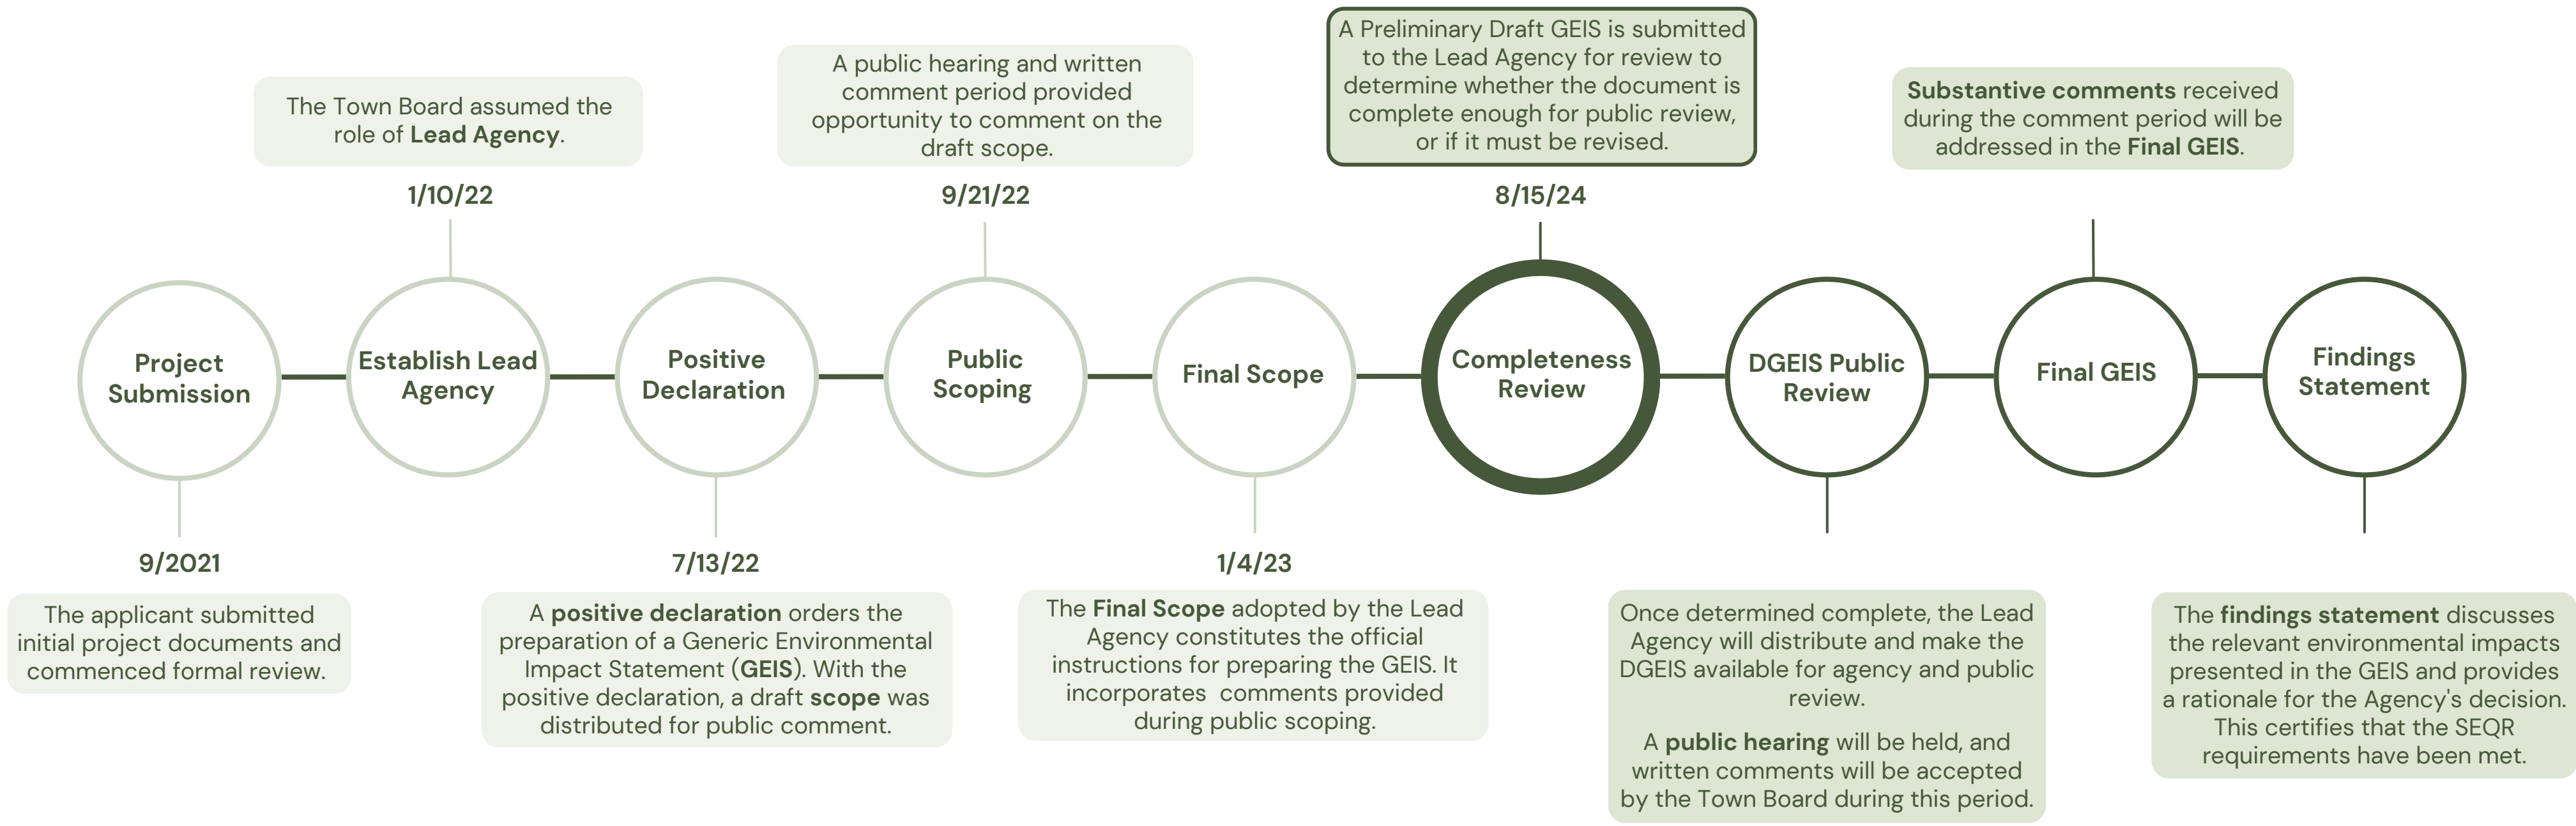 Project
Submission
9/2021
The applicant submitted
initial project documents and
commenced formal review.
The Town Board assumed the
role of Lead Agency.
1/10/22
Establish Lead
Agency
Positive
Declaration
7/13/22
A positive declaration orders the
preparation of a Generic Environmental
Impact Statement (GEIS). With the
positive declaration, a draft scope was
distributed for public comment.
A public hearing and written
comment period provided
opportunity to comment on the
draft scope.
9/21/22
Public
Scoping
Final Scope
1/4/23
The Final Scope adopted by the Lead
Agency constitutes the official
instructions for preparing the GEIS. It
incorporates  comments provided
during public scoping.
A Preliminary Draft GEIS is submitted
to the Lead Agency for review to
determine whether the document is
complete enough for public review,
or if it must be revised.
8/15/24
Completeness
Review
DGEIS Public
Review
Once determined complete, the Lead
Agency will distribute and make the
DGEIS available for agency and public
review.
A public hearing will be held, and
written comments will be accepted
by the Town Board during this period.
Substantive comments received
during the comment period will be
addressed in the Final GEIS.
Final GEIS
Findings
Statement
The findings statement discusses
the relevant environmental impacts
presented in the GEIS and provides
a rationale for the Agency's decision.
This certifies that the SEQR
requirements have been met.